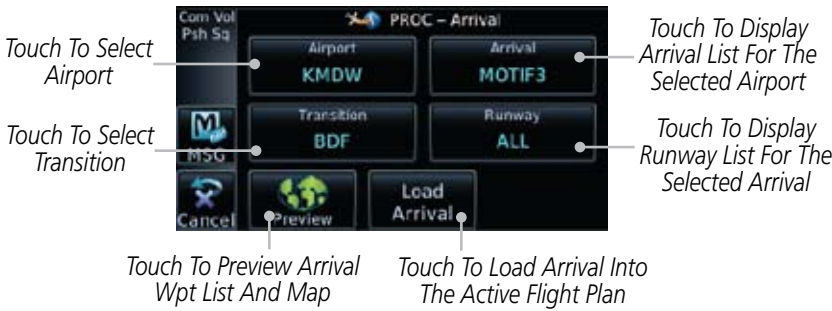 Com Vol
Psh Sq
PROC – Arrival
Touch To Select
Airport
Airport
KMDW
Arrival
MOTIF3
Touch To Display
Arrival List For The
Selected Airport
Touch To Select
Transition
MSG
Transition
BDF
Runway
ALL
Touch To Display
Runway List For The
Selected Arrival
Cancel
Preview
Load
Arrival
Touch To Preview Arrival
Wpt List And Map
Touch To Load Arrival Into
The Active Flight Plan